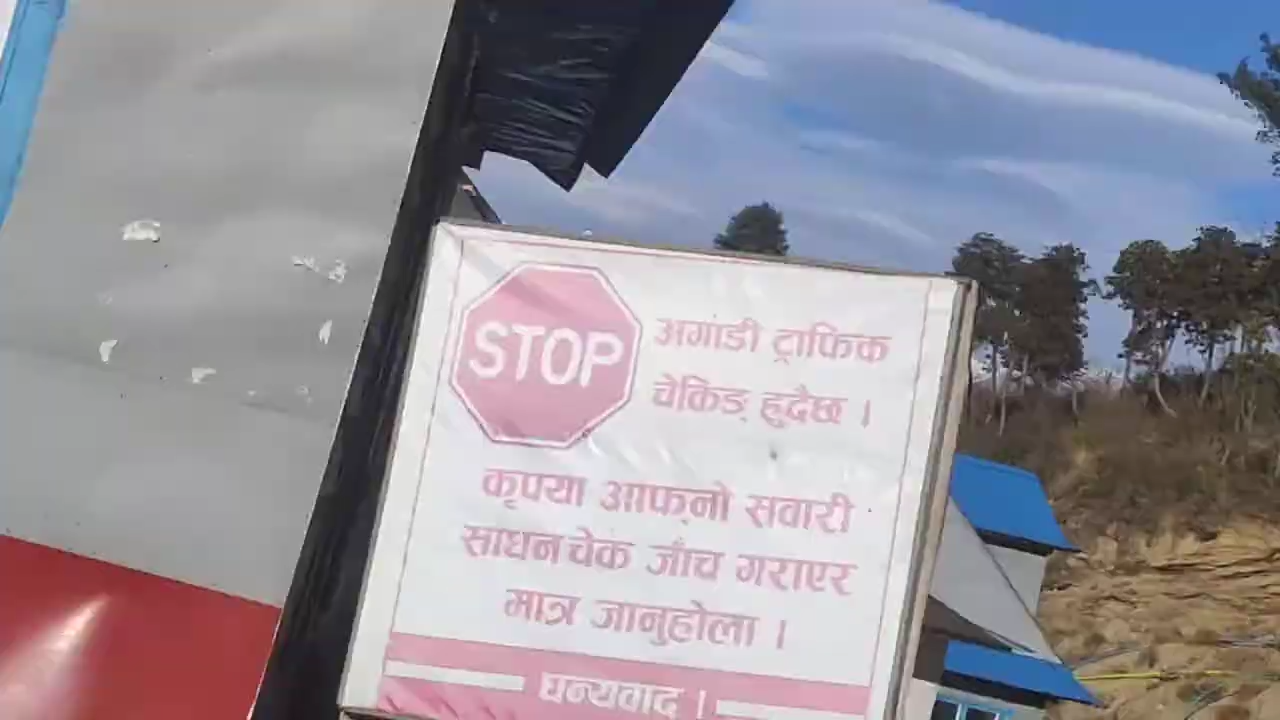 STOP
अगाडी ट्राफिक
चेकिङ हुदैछ ।
कृपया आफ्नो सवारी
साधन चेक जाँच गराएर
मात्र जानुहोला ।
धन्यवाद् ।